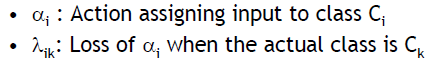 • αᵢ : Action assigning input to class Cᵢ
• λᵢₖ: Loss of αᵢ when the actual class is Cₖ